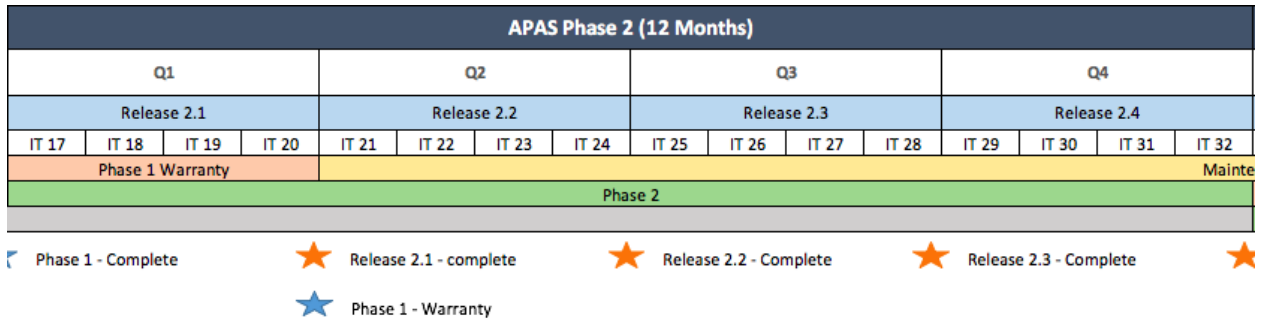 APAS Phase 2 (12 Months)
Q1 Q2 Q3 Q4
Release 2.1 Release 2.2 Release 2.3 Release 2.4
IT 17 IT 18 IT 19 IT 20 IT 21 IT 22 IT 23 IT 24 IT 25 IT 26 IT 27 IT 28 IT 29 IT 30 IT 31 IT 32
Phase 1 Warranty Mainte
Phase 2
Phase 1 - Complete Release 2.1 - complete Release 2.2 - Complete Release 2.3 - Complete
Phase 1 - Warranty